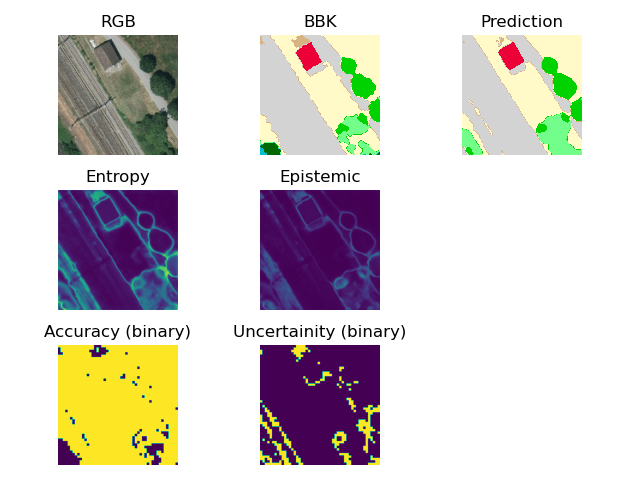 RGB
BBK
Prediction
Entropy
Epistemic
Accuracy (binary)
Uncertainity (binary)